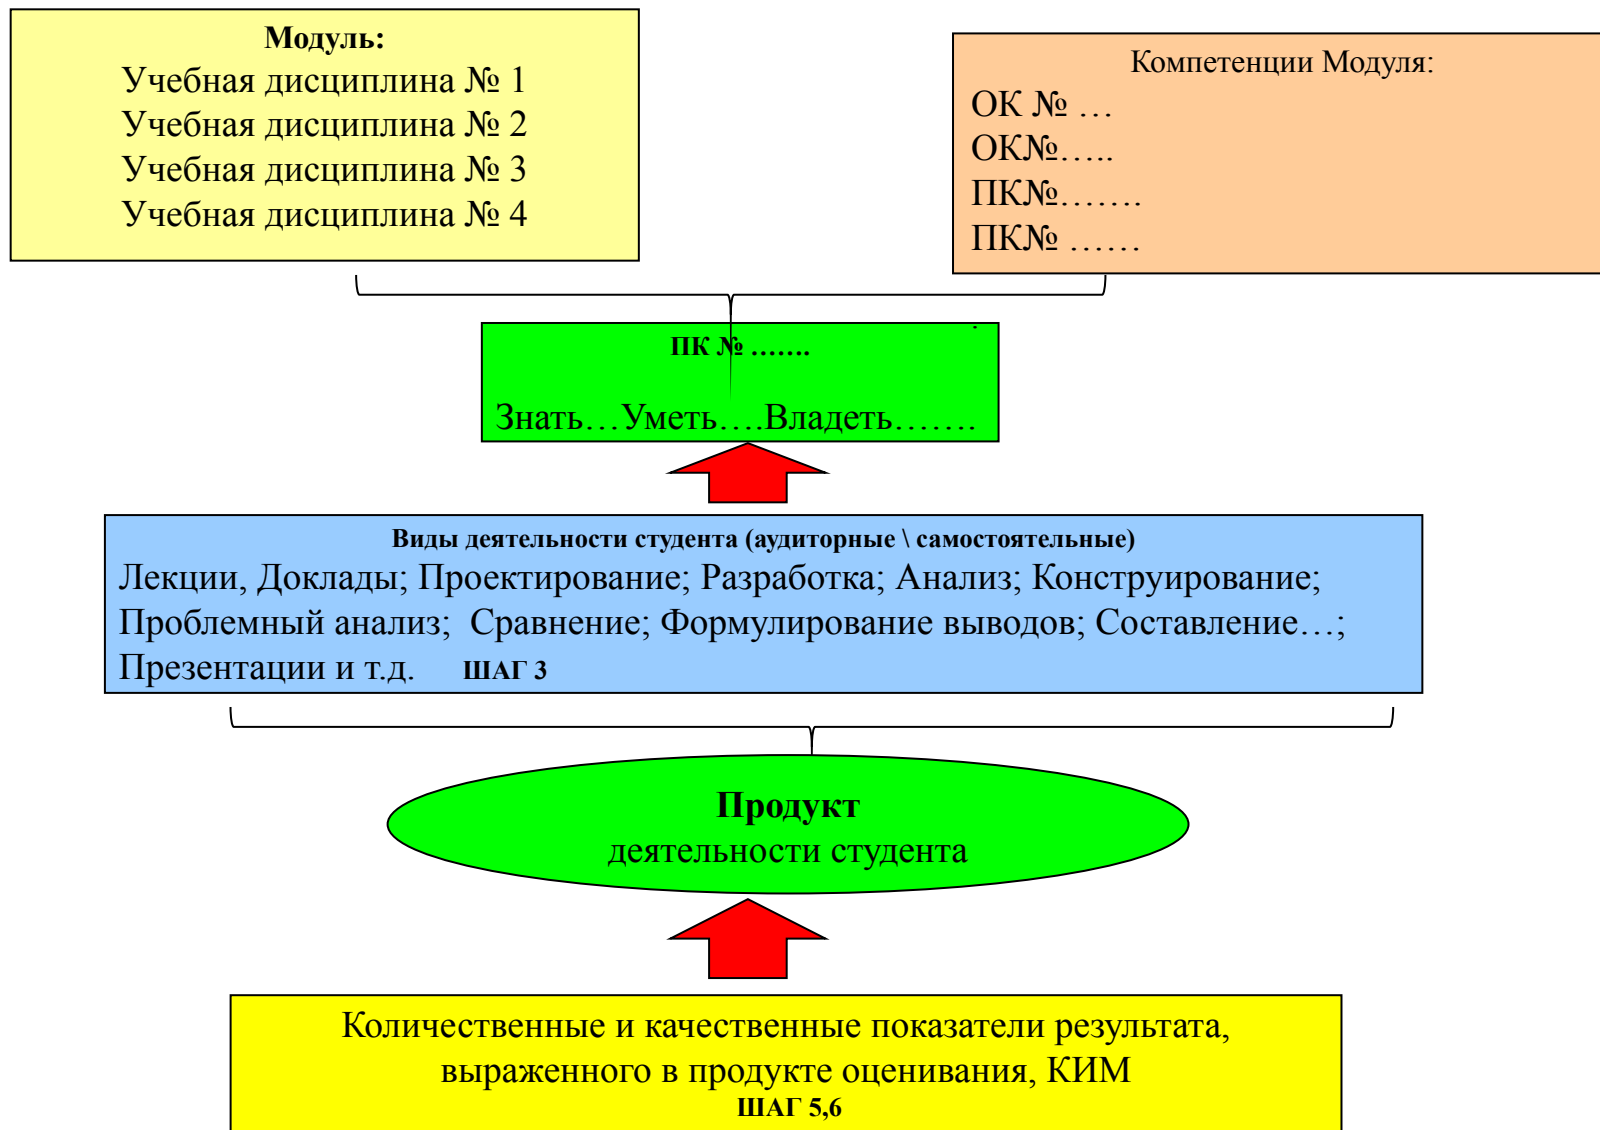 Модуль:
Учебная дисциплина № 1
Учебная дисциплина № 2
Учебная дисциплина № 3
Учебная дисциплина № 4
Компетенции Модуля:
ОК № …
ОК№…..
ПК№…….
ПК№ ……
ПК № …….
Знать…Уметь….Владеть…….
Виды деятельности студента (аудиторные \ самостоятельные)
Лекции, Доклады; Проектирование; Разработка; Анализ; Конструирование;
Проблемный анализ;  Сравнение; Формулирование выводов; Составление…;
Презентации и т.д. ШАГ 3
Продукт
деятельности студента
Количественные и качественные показатели результата,
выраженного в продукте оценивания, КИМ
ШАГ 5,6